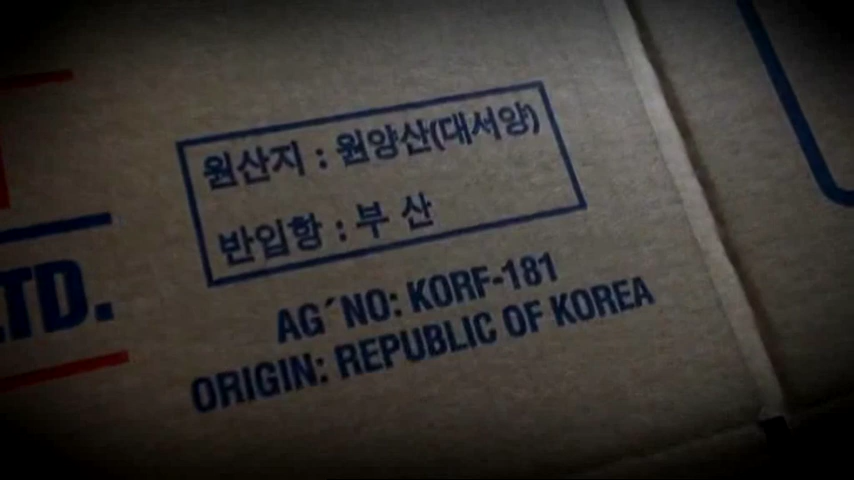 원산지 : 원양산(대서양)
반입항 : 부 산
AG´NO: KORF-181
ORIGIN: REPUBLIC OF KOREA
LTD.